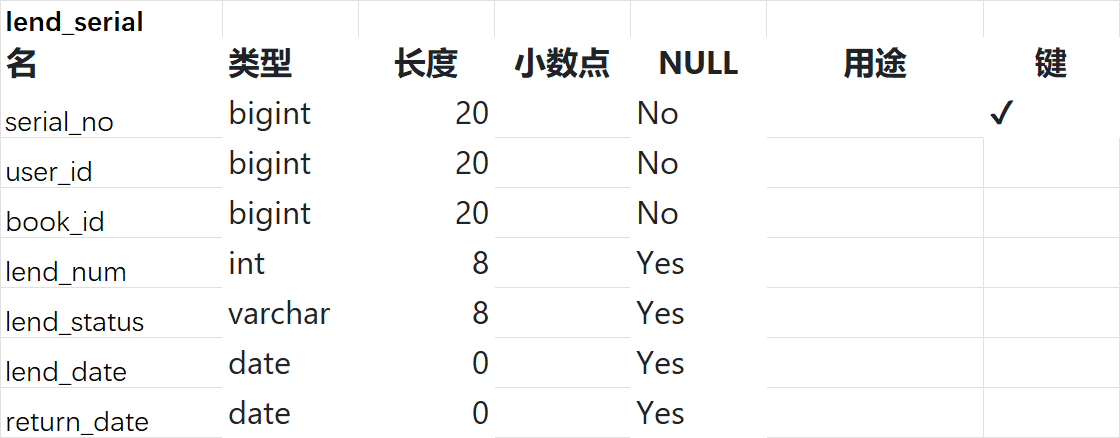 lend_serial
名 类型 长度 小数点 NULL 用途 键
serial_no bigint 20 No ✓
user_id bigint 20 No
book_id bigint 20 No
lend_num int 8 Yes
lend_status varchar 8 Yes
lend_date date 0 Yes
return_date date 0 Yes